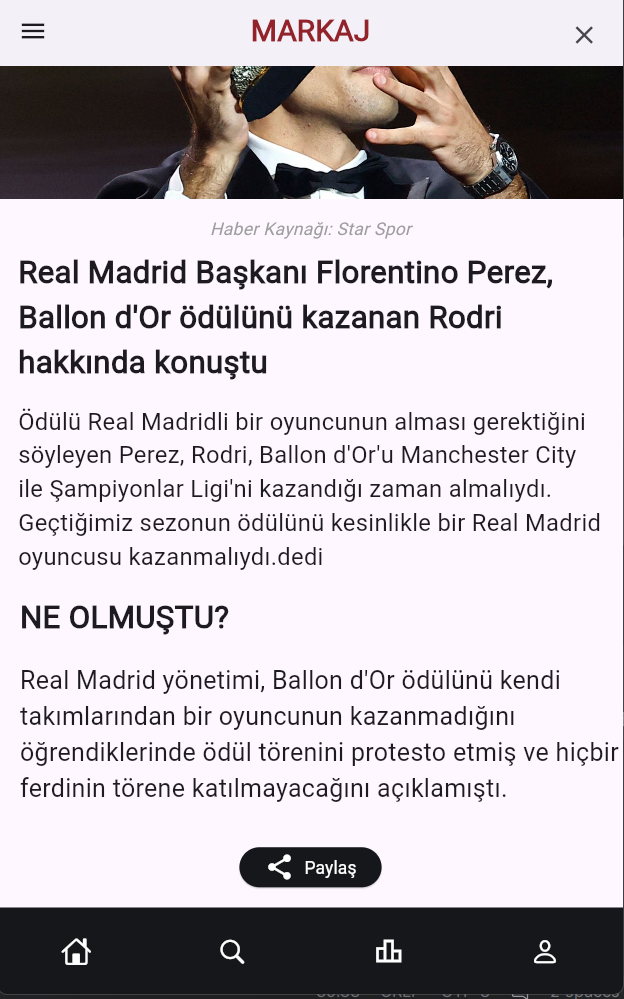 MARKAJ
Haber Kaynağı: Star Spor
Real Madrid Başkanı Florentino Perez,
Ballon d'Or ödülünü kazanan Rodri
hakkında konuştu
Ödülü Real Madridli bir oyuncunun alması gerektiğini
söyleyen Perez, Rodri, Ballon d'Or'u Manchester City
ile Şampiyonlar Ligi'ni kazandığı zaman almalıydı.
Geçtiğimiz sezonun ödülünü kesinlikle bir Real Madrid
oyuncusu kazanmalıydı.dedi
NE OLMUŞTU?
Real Madrid yönetimi, Ballon d'Or ödülünü kendi
takımlarından bir oyuncunun kazanmadığını
öğrendiklerinde ödül törenini protesto etmiş ve hiçbir
ferdinin törene katılmayacağını açıklamıştı.
Paylaş